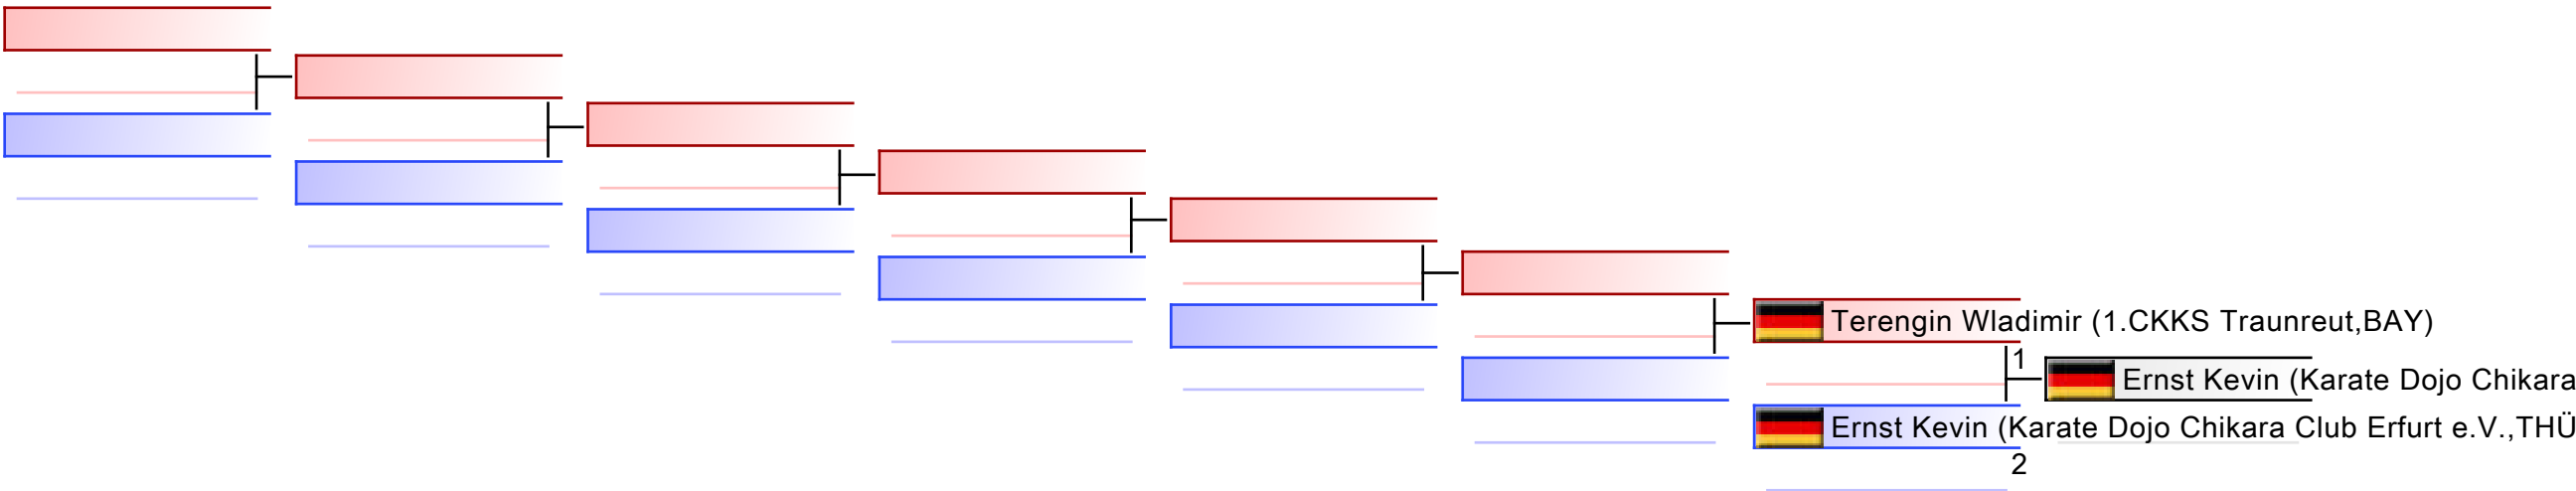 Terengin Wladimir (1.CKKS Traunreut,BAY)
1
Ernst Kevin (Karate Dojo Chikara
Ernst Kevin (Karate Dojo Chikara Club Erfurt e.V.,THÜ
2